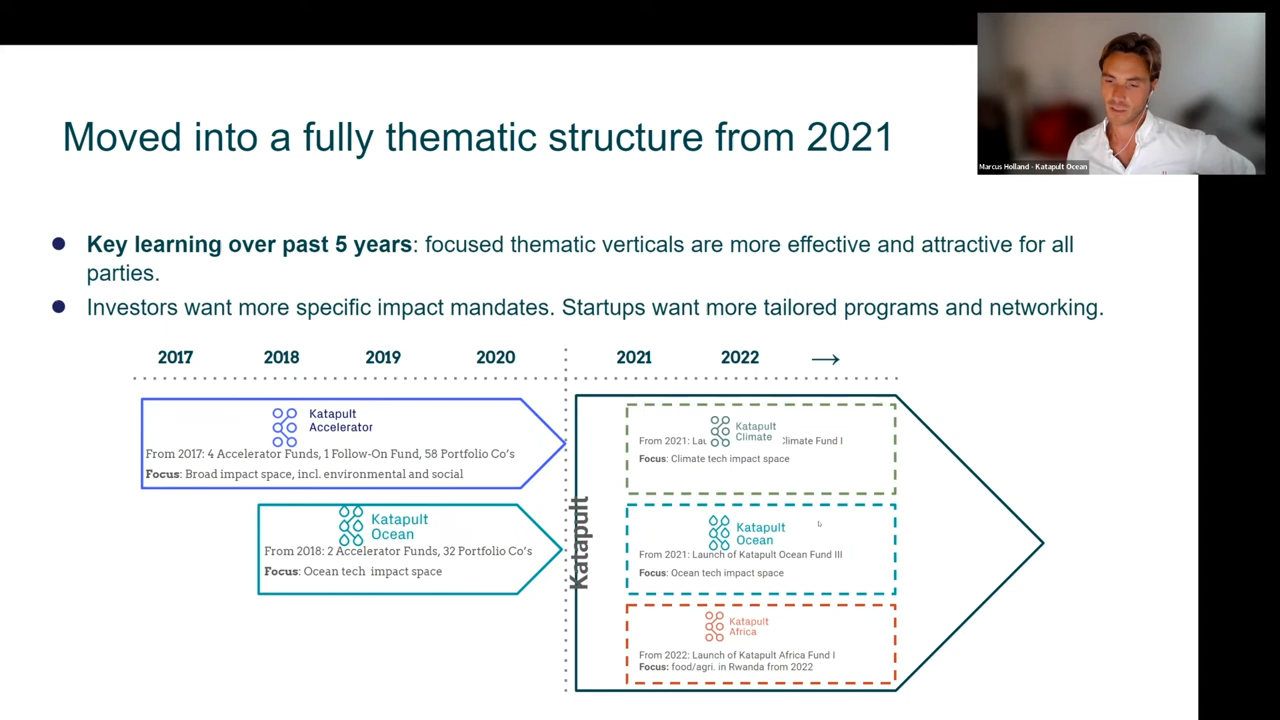 Moved into a fully thematic structure from 2021
Marcus Holland - Katapult Ocean
Key learning over past 5 years: focused thematic verticals are more effective and attractive for all
parties.
Investors want more specific impact mandates. Startups want more tailored programs and networking.
2017 2018 2019 2020 2021 2022 →
Katapult
Accelerator
From 2017: 4 Accelerator Funds, 1 Follow-On Fund, 58 Portfolio Co's
Focus: Broad impact space, incl. environmental and social
Katapult
Ocean
From 2018: 2 Accelerator Funds, 32 Portfolio Co's
Focus: Ocean tech impact space
Katapult
Katapult
Climate
From 2021: Climate Fund I
Focus: Climate tech impact space
Katapult
Ocean
From 2021: Launch of Katapult Ocean Fund III
Focus: Ocean tech impact space
Katapult
Africa
From 2022: Launch of Katapult Africa Fund I
Focus: food/agri. in Rwanda from 2022